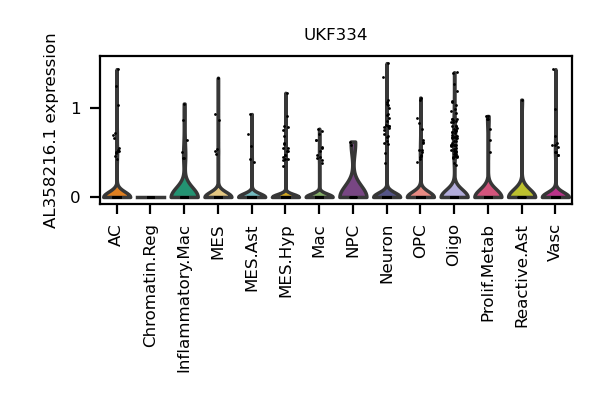 UKF334
AL358216.1 expression
1
0
AC
Chromatin.Reg
Inflammatory.Mac
MES
MES.Ast
MES.Hyp
Mac
NPC
Neuron
OPC
Oligo
Prolif.Metab
Reactive.Ast
Vasc